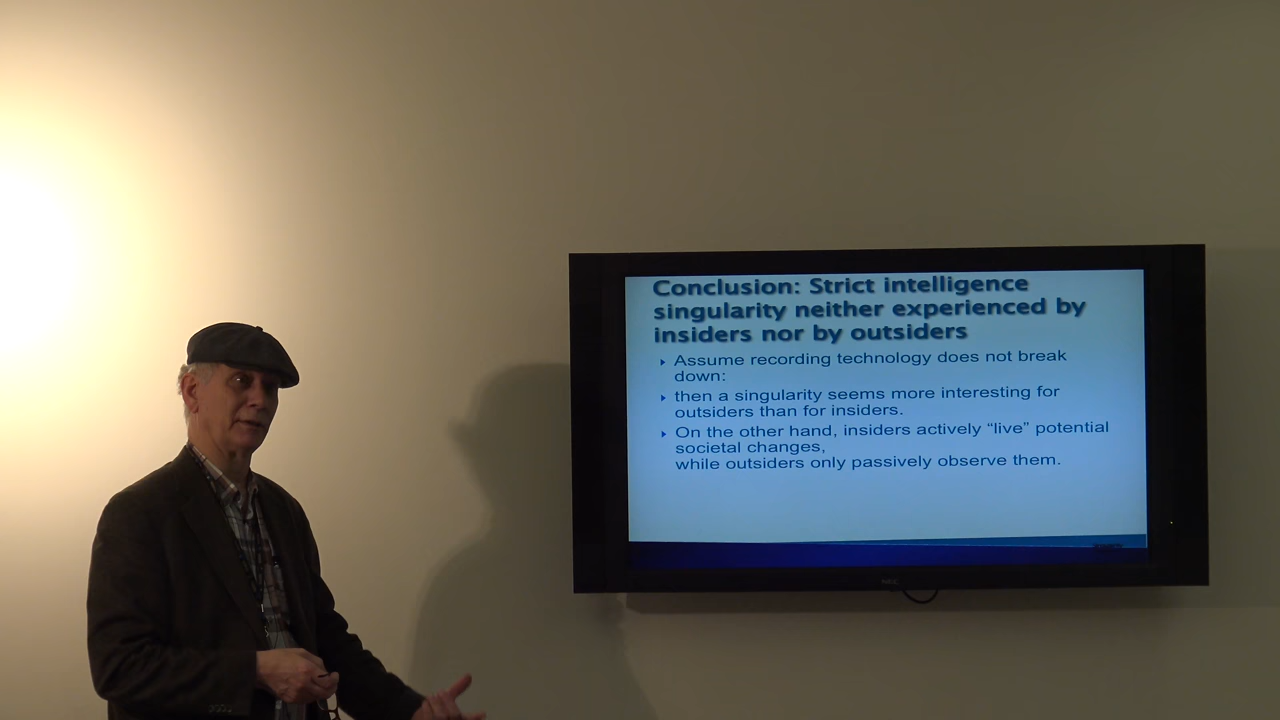 Conclusion: Strict intelligence
singularity neither experienced by
insiders nor by outsiders
Assume recording technology does not break
down:
then a singularity seems more interesting for
outsiders than for insiders.
On the other hand, insiders actively “live” potential
societal changes,
while outsiders only passively observe them.
NEC